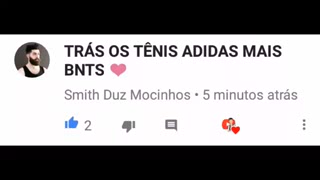 TRÁS OS TÊNIS ADIDAS MAIS
BNTS ❤
Smith Duz Mocinhos • 5 minutos atrás
2